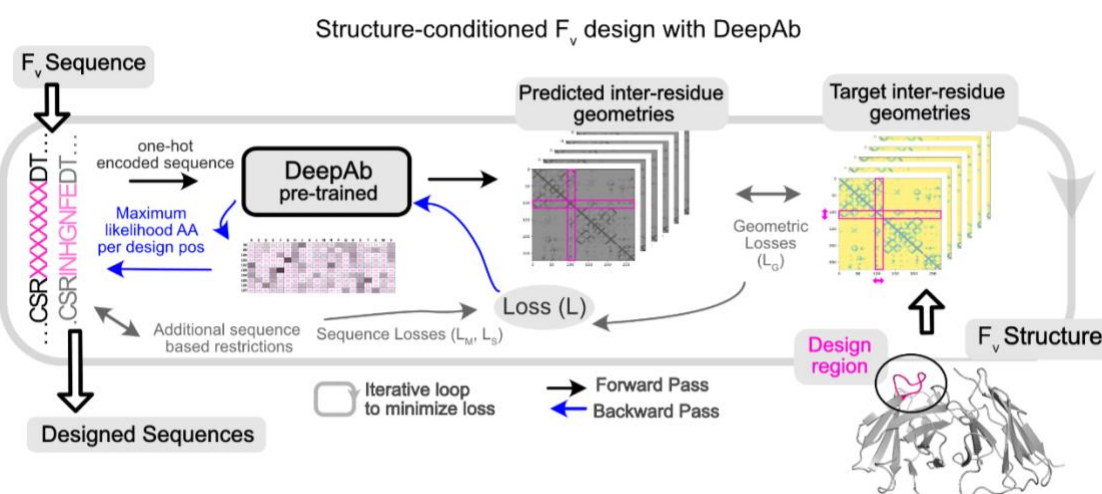 Structure-conditioned Fv design with DeepAb
Fv Sequence
...CSRXXXXXXXDT...
...CSRINHGNFEDT...
one-hot
encoded sequence
DeepAb
pre-trained
Maximum
likelihood AA
per design pos
Predicted inter-residue
geometries
Target inter-residue
geometries
Geometric
Losses
(LG)
Loss (L)
Additional sequence
based restrictions
Sequence Losses (LM, LS)
Design
region
Fv Structure
Iterative loop
to minimize loss
Forward Pass
Backward Pass
Designed Sequences